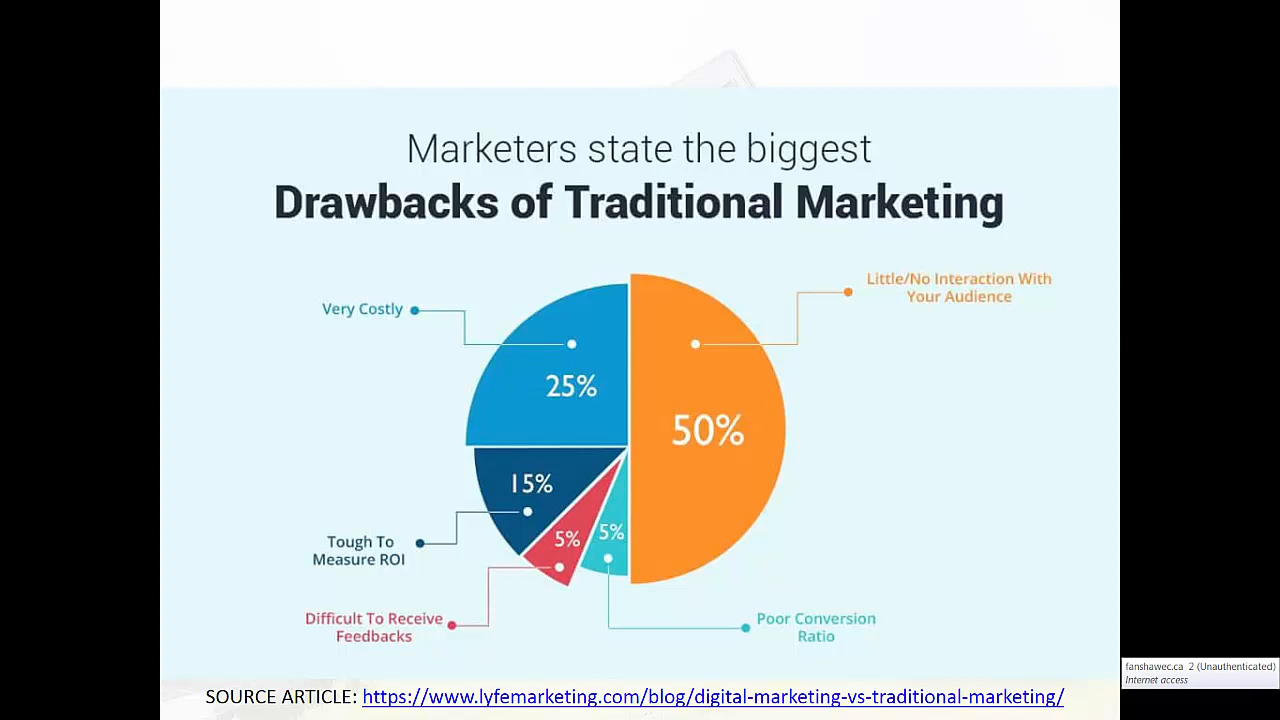 Marketers state the biggest
Drawbacks of Traditional Marketing
Little/No Interaction With
Your Audience
Very Costly
25%
50%
15%
Tough To
Measure ROI
5%
5%
Difficult To Receive
Feedbacks
Poor Conversion
Ratio
fanshawec.ca 2 (Unauthenticated)
Internet access
SOURCE ARTICLE: https://www.lyfemarketing.com/blog/digital-marketing-vs-traditional-marketing/